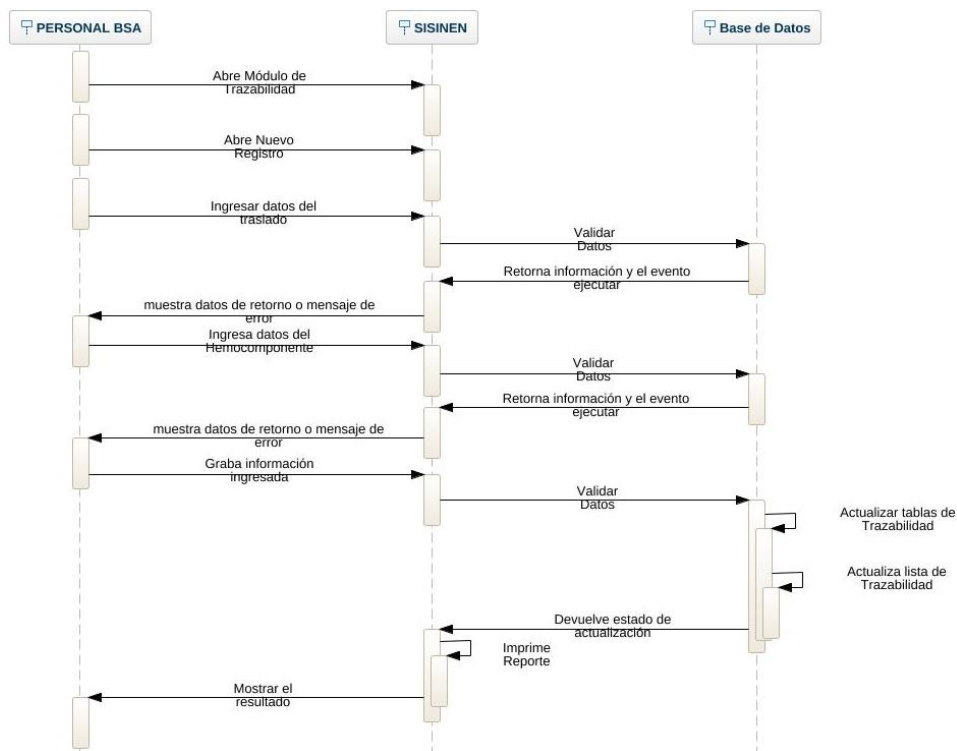 PERSONAL BSA
SISINEN
Base de Datos
Abre Módulo de
Trazabilidad
Abre Nuevo
Registro
Ingresar datos del
traslado
Validar
Datos
Retorna información y el evento
ejecutar
muestra datos de retorno o mensaje de
error
Ingresa datos del
Hemocomponente
Validar
Datos
Retorna información y el evento
ejecutar
muestra datos de retorno o mensaje de
error
Graba información
ingresada
Validar
Datos
Actualizar tablas de
Trazabilidad
Actualiza lista de
Trazabilidad
Devuelve estado de
actualización
Imprime
Reporte
Mostrar el
resultado